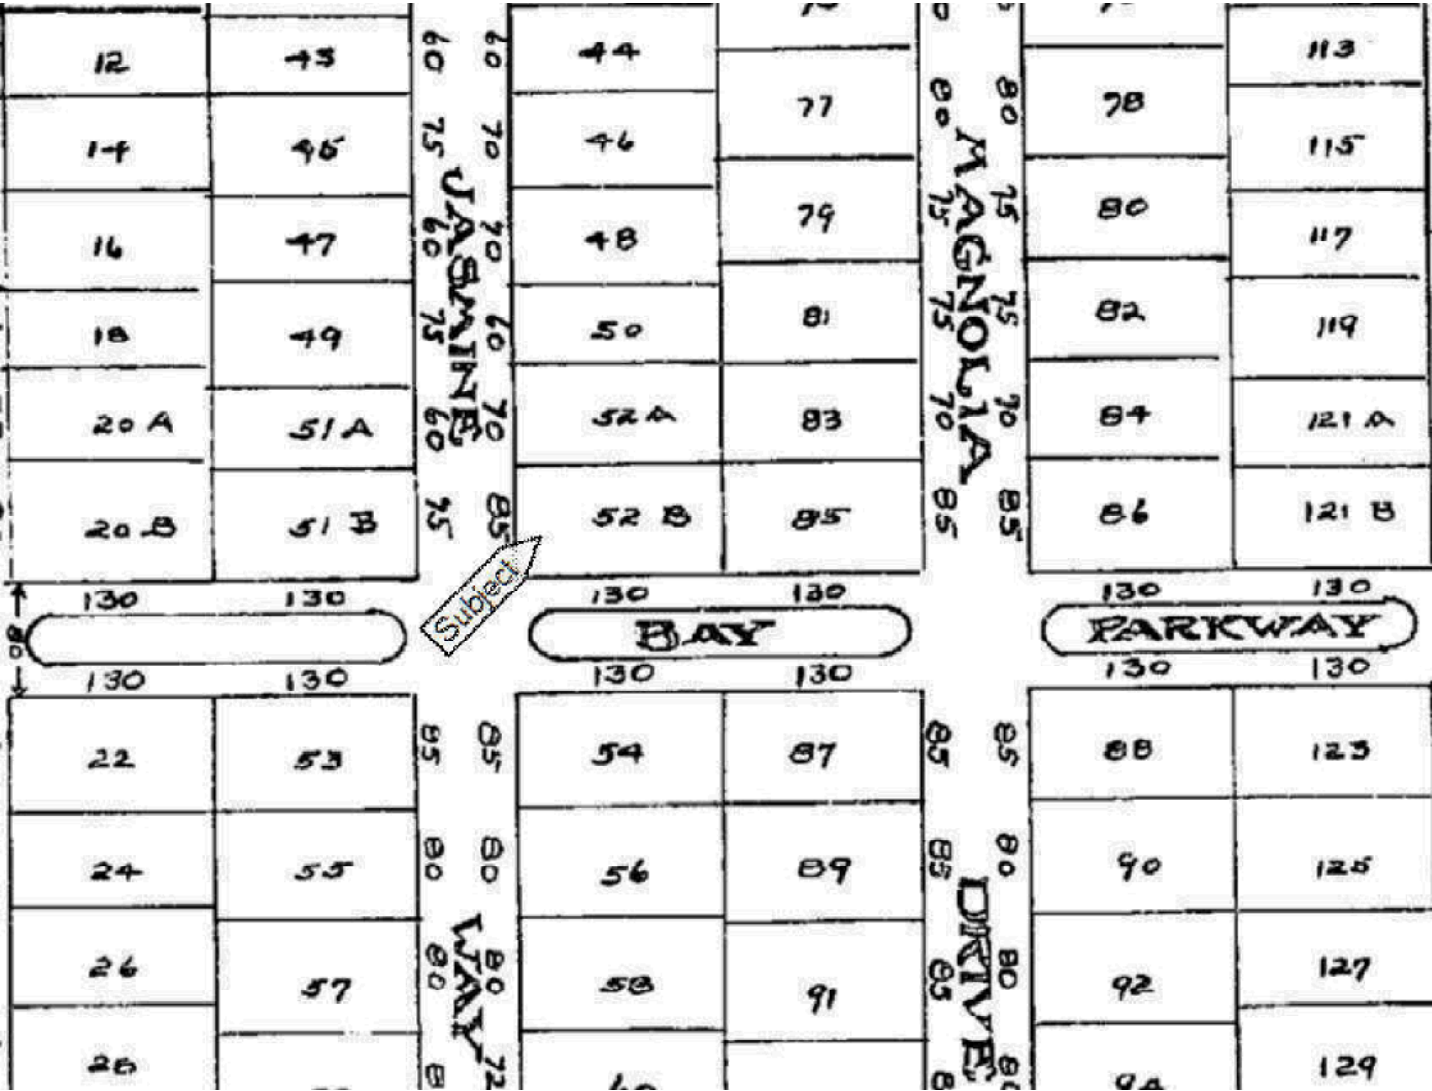 12 43 60 60 44 113
80 80
77 78
14 45 75 70 46 115
JASMINE
MAGNOLIA
16 47 60 70 48 79 75 75 80 117
18 49 75 60 50 81 75 75 82 119
20 A 51 A 60 70 52 A 83 70 70 84 121 A
20 B 51 B 75 85 52 B 85 85 85 86 121 B
Subject
130 130 130 130 130 130
80 BAY PARKWAY
130 130 130 130 130 130
22 53 85 85 54 87 85 85 88 123
24 55 80 80 56 89 85 80 90 125
WAY
DRIVE
26 57 80 80 58 91 85 80 92 127
28 72 129